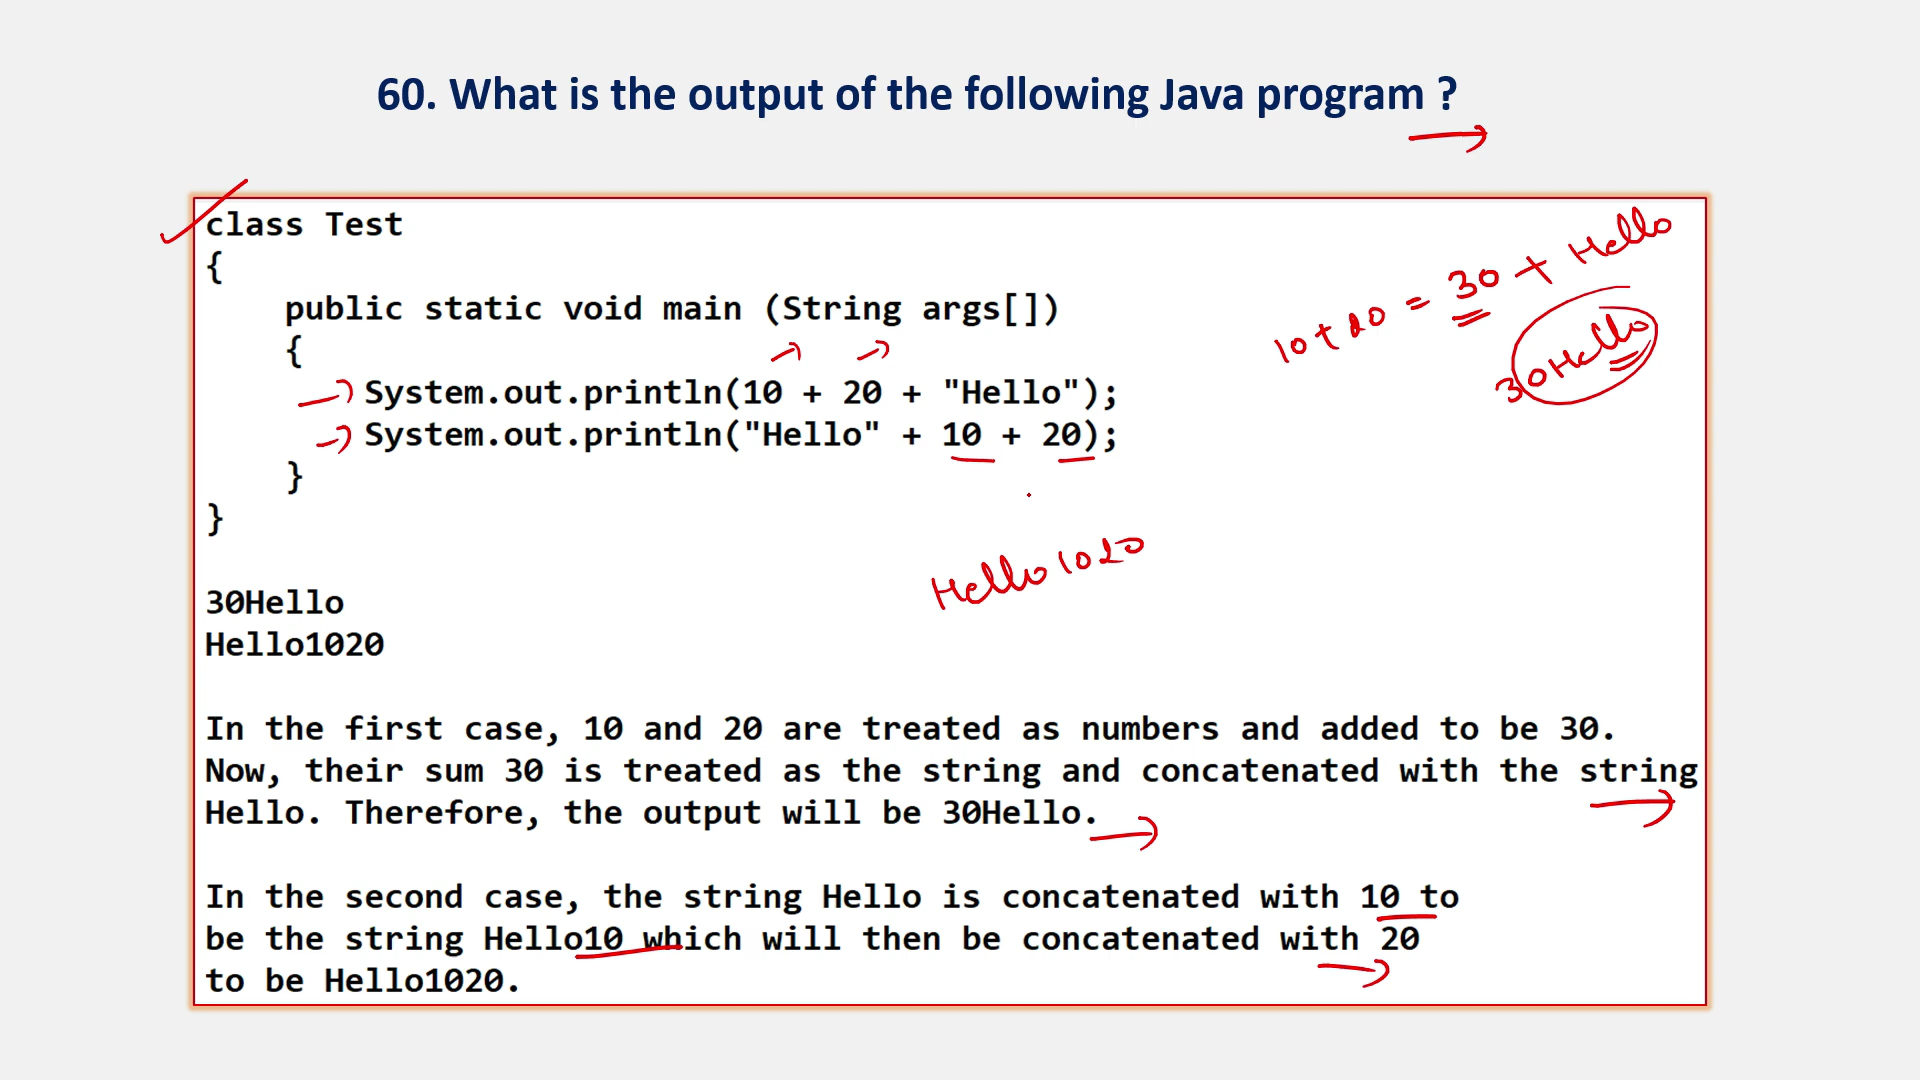 60. What is the output of the following Java program ?
class Test
{
public static void main (String args[])
{
System.out.println(10 + 20 + "Hello");
System.out.println("Hello" + 10 + 20);
}
}
10+20 = 30 + Hello
30Hello
Hello1020
30Hello
Hello1020
In the first case, 10 and 20 are treated as numbers and added to be 30.
Now, their sum 30 is treated as the string and concatenated with the string
Hello. Therefore, the output will be 30Hello.
In the second case, the string Hello is concatenated with 10 to
be the string Hello10 which will then be concatenated with 20
to be Hello1020.